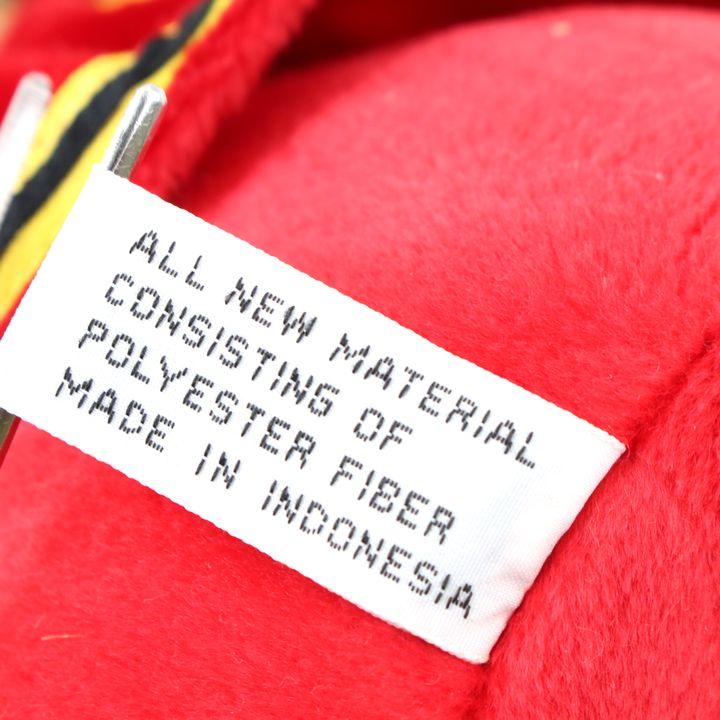 ALL NEW MATERIAL
CONSISTING OF
POLYESTER FIBER
MADE IN INDONESIA